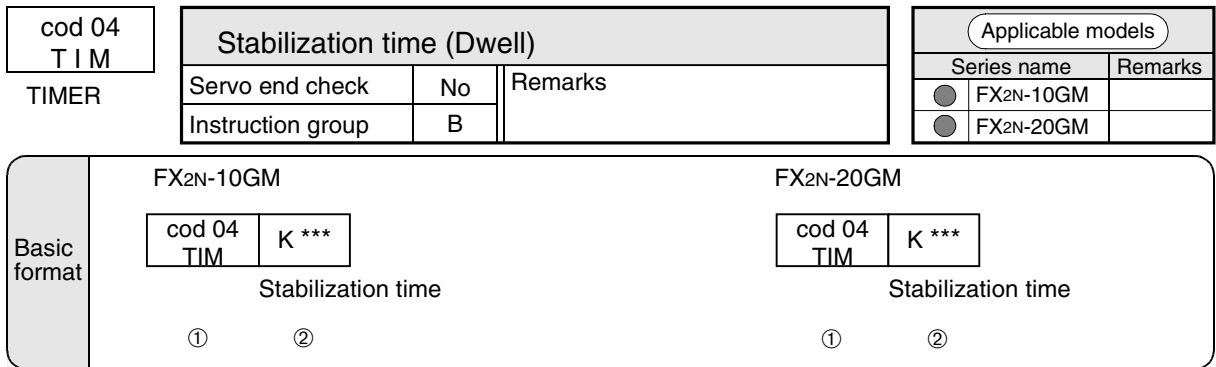 cod 04
T I M
TIMER
Stabilization time (Dwell)
Servo end check No Remarks
Instruction group B
Applicable models
Series name Remarks
FX2N-10GM
FX2N-20GM
Basic
format
FX2N-10GM
cod 04
TIM
K ***
Stabilization time
① ②
FX2N-20GM
cod 04
TIM
K ***
Stabilization time
① ②